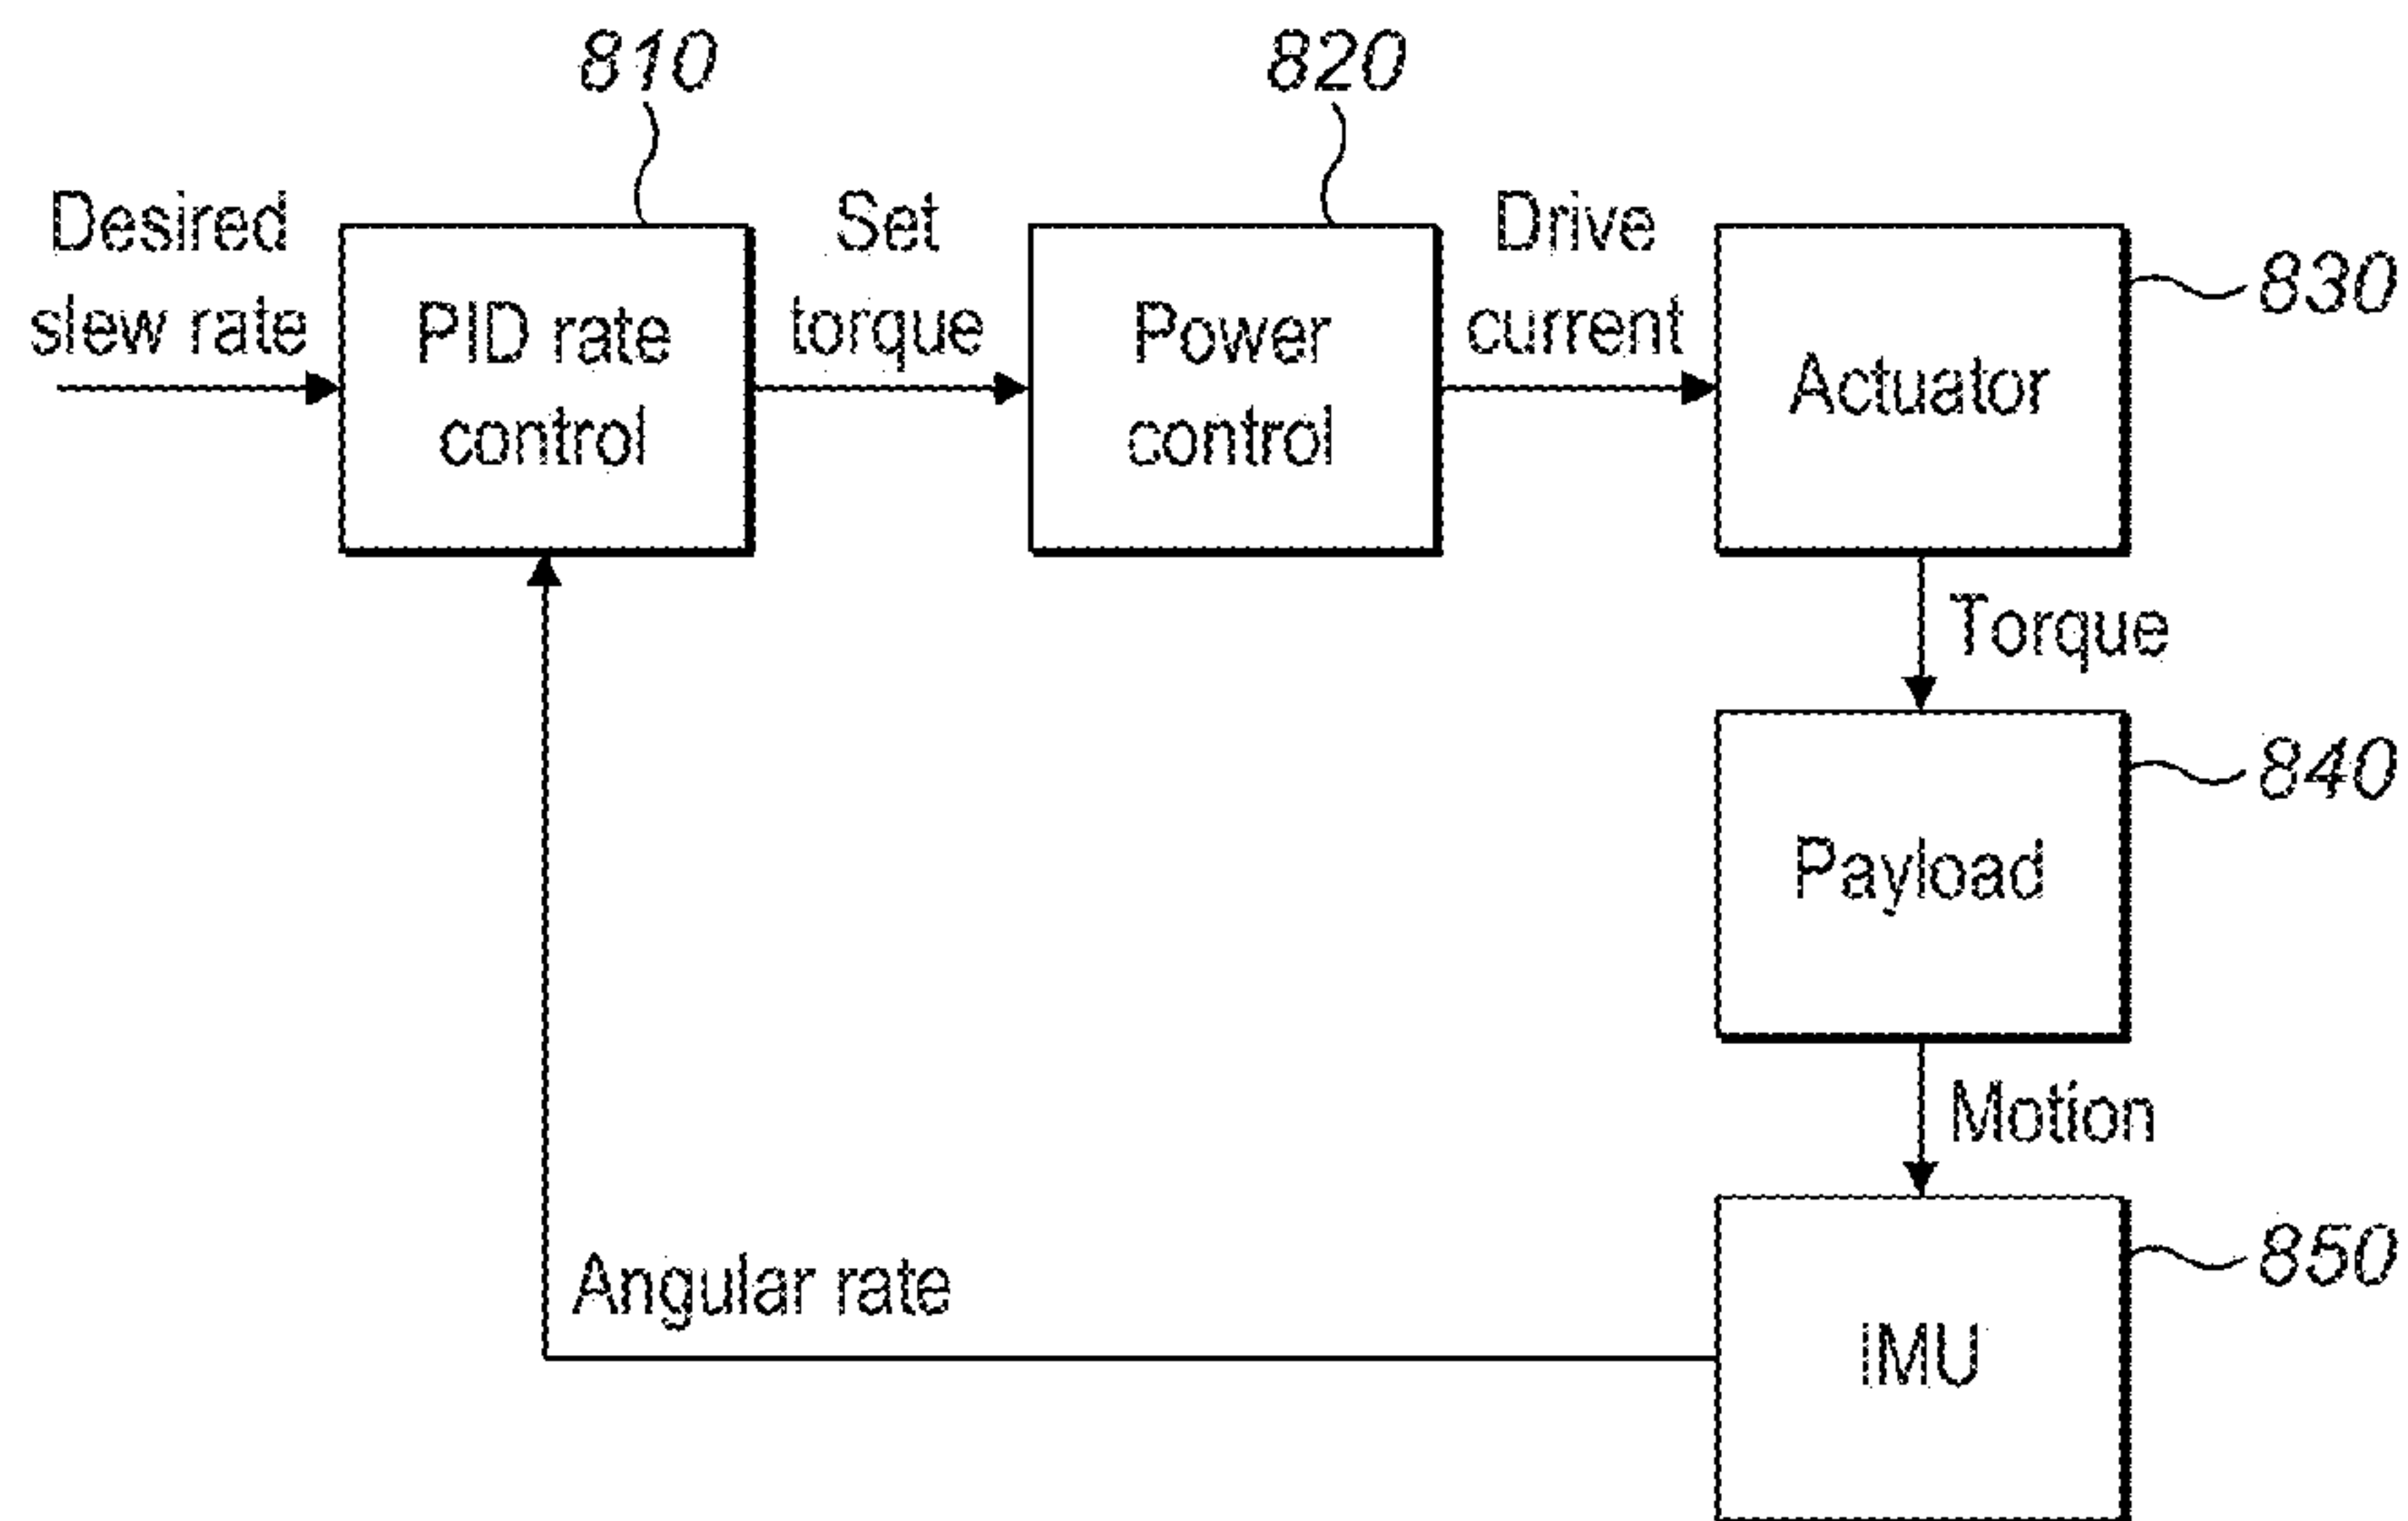 810
820
Desired
slew rate
PID rate
control
Set
torque
Power
control
Drive
current
Actuator
830
Torque
Payload
840
Motion
IMU
850
Angular rate